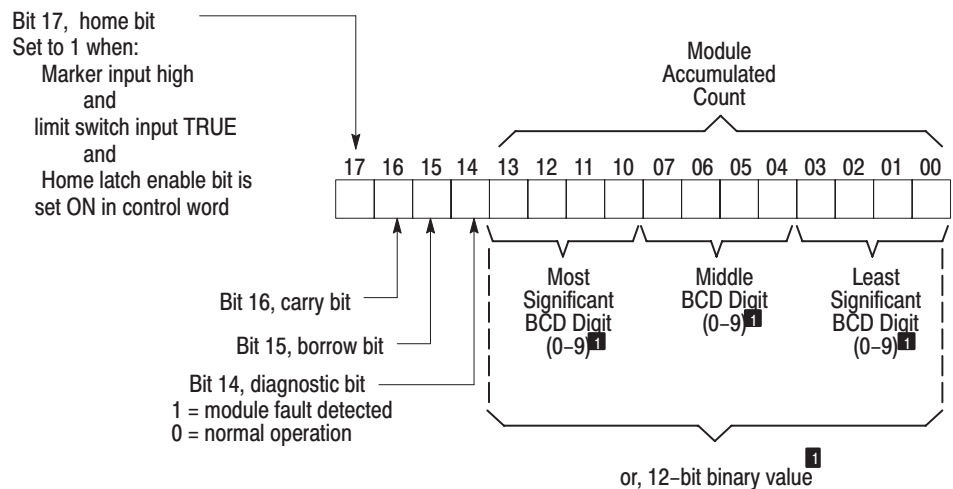 Bit 17, home bit
Set to 1 when:
Marker input high
and
limit switch input TRUE
and
Home latch enable bit is
set ON in control word
Module
Accumulated
Count
17 16 15 14 13 12 11 10 07 06 05 04 03 02 01 00
Bit 16, carry bit
Bit 15, borrow bit
Bit 14, diagnostic bit
1 = module fault detected
0 = normal operation
Most
Significant
BCD Digit
(0–9)1
Middle
BCD Digit
(0–9)1
Least
Significant
BCD Digit
(0–9)1
or, 12–bit binary value1